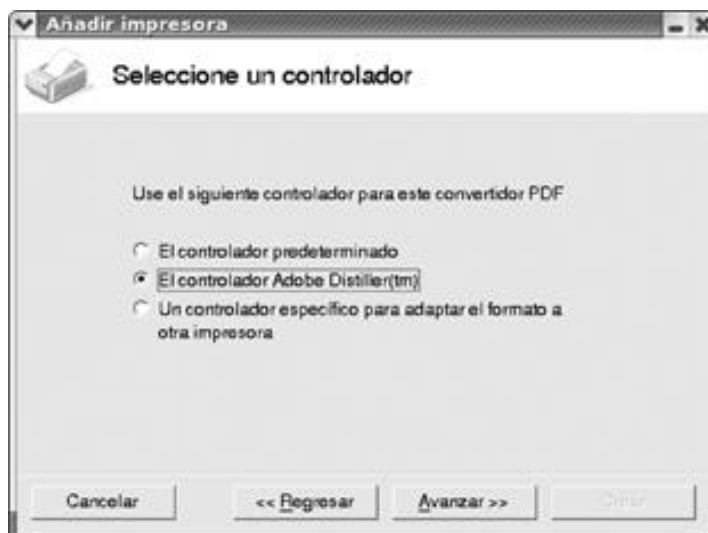 Añadir impresora
Seleccione un controlador
Use el siguiente controlador para este convertidor PDF
El controlador predeterminado
El controlador Adobe Distiller(tm)
Un controlador específico para adaptar el formato a
otra impresora
Cancelar
<< Regresar
Avanzar >>
Crear